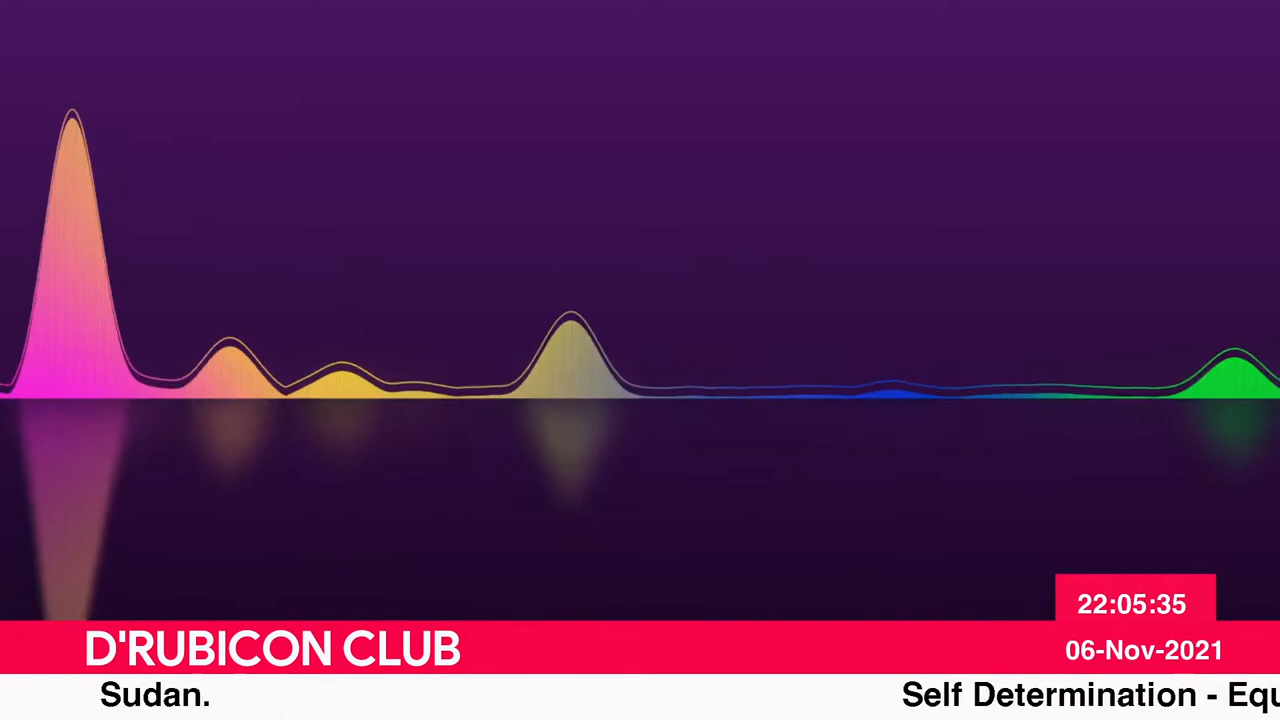 22:05:35
D'RUBICON CLUB
06-Nov-2021
Sudan.
Self Determination - Equ